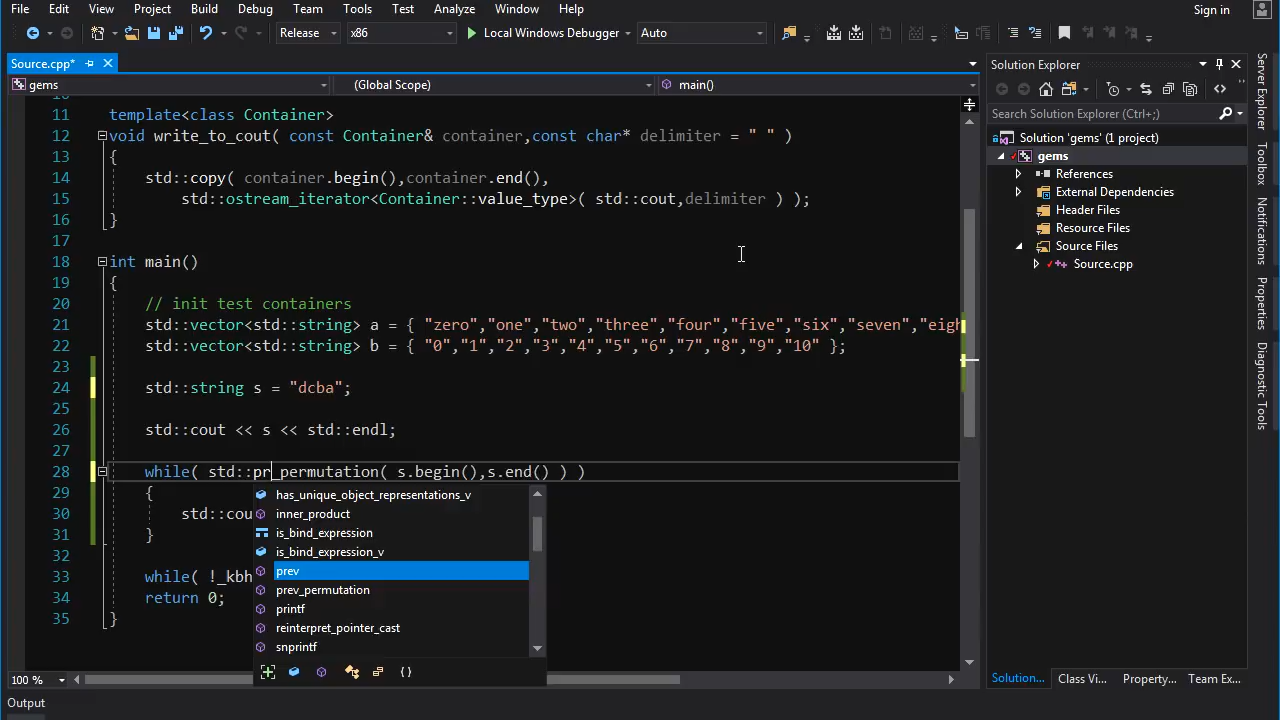 File Edit View Project Build Debug Team Tools Test Analyze Window Help Sign in
Release x86 Local Windows Debugger Auto
Source.cpp*
gems (Global Scope) main()
11 template<class Container>
12 void write_to_cout( const Container& container,const char* delimiter = " " )
13 {
14 std::copy( container.begin(),container.end(),
15 std::ostream_iterator<Container::value_type>( std::cout,delimiter ) );
16 }
17
18 int main()
19 {
20 // init test containers
21 std::vector<std::string> a = { "zero","one","two","three","four","five","six","seven","eigh
22 std::vector<std::string> b = { "0","1","2","3","4","5","6","7","8","9","10" };
23
24 std::string s = "dcba";
25
26 std::cout << s << std::endl;
27
28 while( std::pr_permutation( s.begin(),s.end() ) )
29 {
30 std::cou
31 }
32
33 while( !_kbh
34 return 0;
35 }
has_unique_object_representations_v
inner_product
is_bind_expression
is_bind_expression_v
prev
prev_permutation
printf
reinterpret_pointer_cast
snprintf
100 %
Output
Solution Explorer
Search Solution Explorer (Ctrl+;)
Solution 'gems' (1 project)
gems
References
External Dependencies
Header Files
Resource Files
Source Files
Source.cpp
Solution... Class Vi... Property... Team Ex...
Server Explorer
Toolbox
Notifications
Properties
Diagnostic Tools